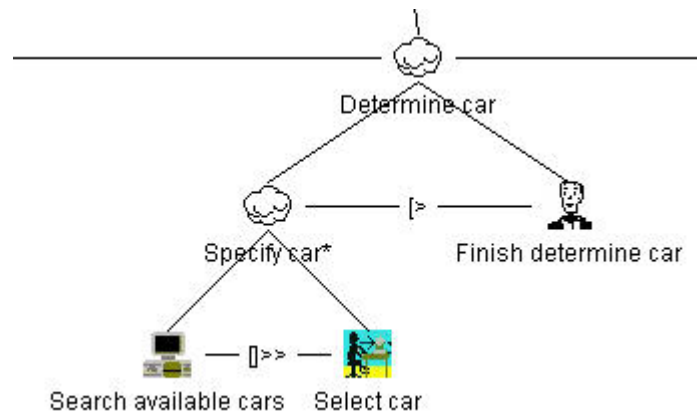 Determine car
[>
Specify car*
Finish determine car
[]>>
Search available cars
Select car